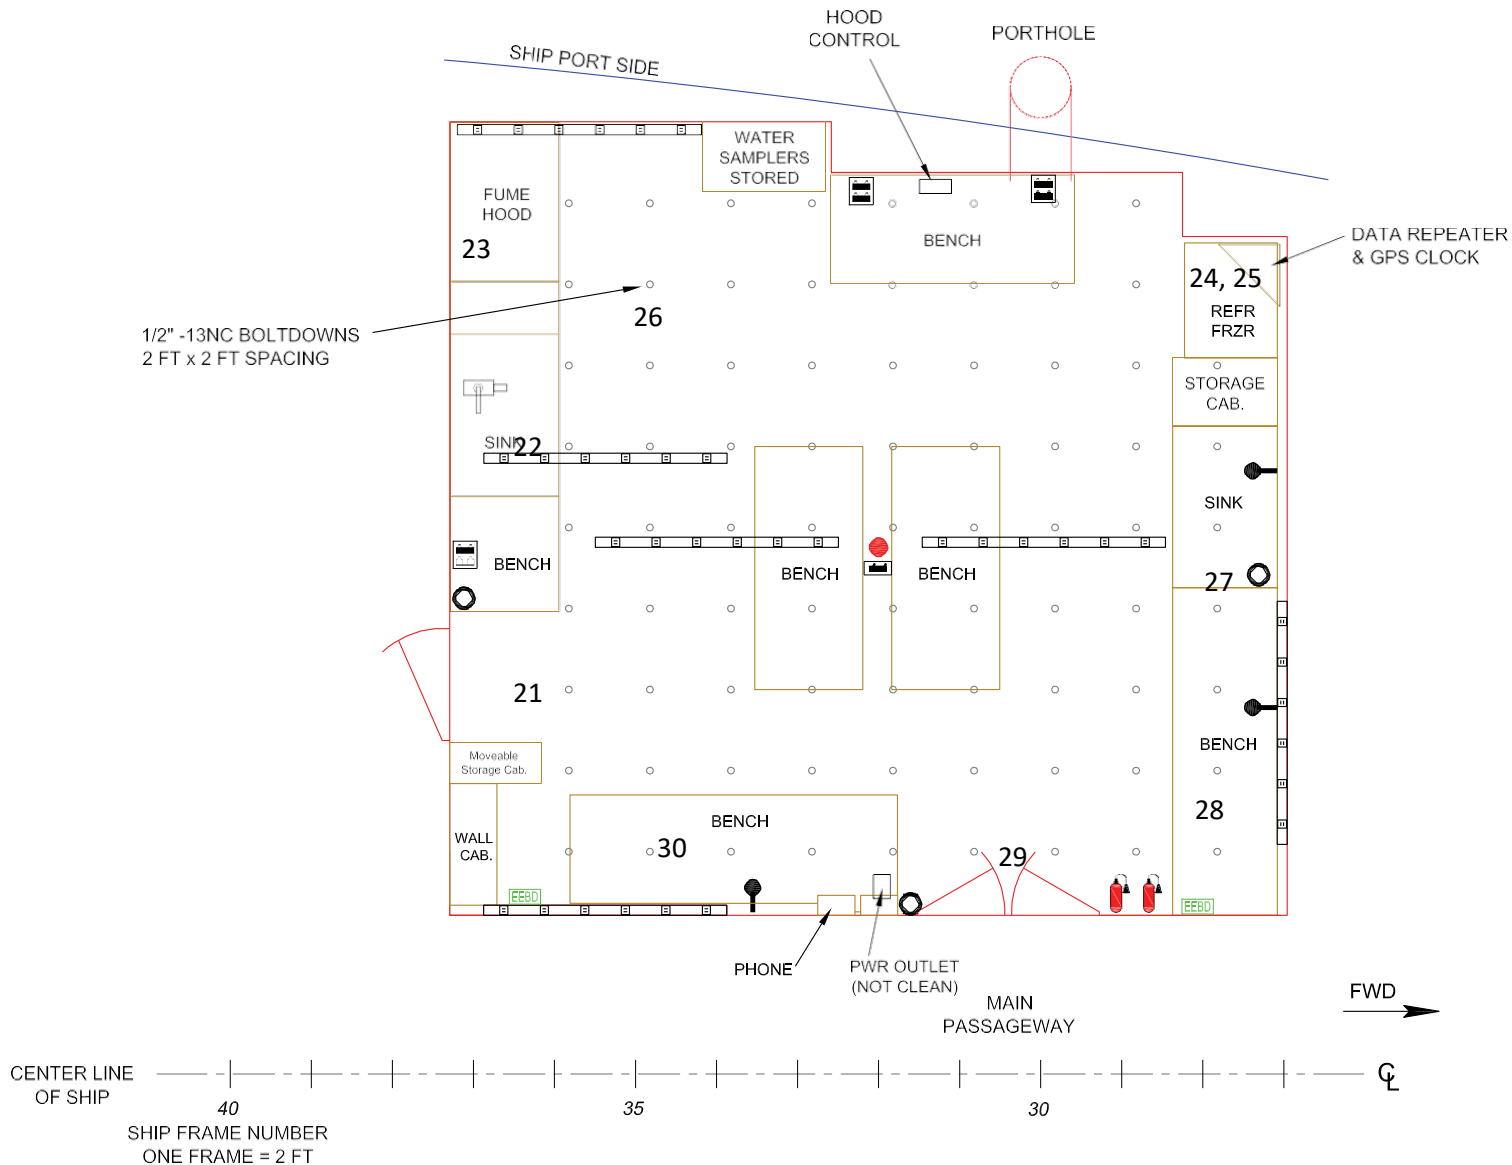 HOOD
CONTROL
PORTHOLE
SHIP PORT SIDE
WATER
SAMPLERS
STORED
FUME
HOOD
23
BENCH
DATA REPEATER
& GPS CLOCK
24, 25
REFR
FRZR
26
1/2" -13NC BOLTDOWNS
2 FT x 2 FT SPACING
STORAGE
CAB.
SINK
22
SINK
BENCH
BENCH
BENCH
27
21
Moveable
Storage Cab.
BENCH
28
BENCH
30
WALL
CAB.
29
EEBD
EEBD
PHONE
PWR OUTLET
(NOT CLEAN)
MAIN
PASSAGEWAY
FWD
CENTER LINE
OF SHIP
CL
40
35
30
SHIP FRAME NUMBER
ONE FRAME = 2 FT